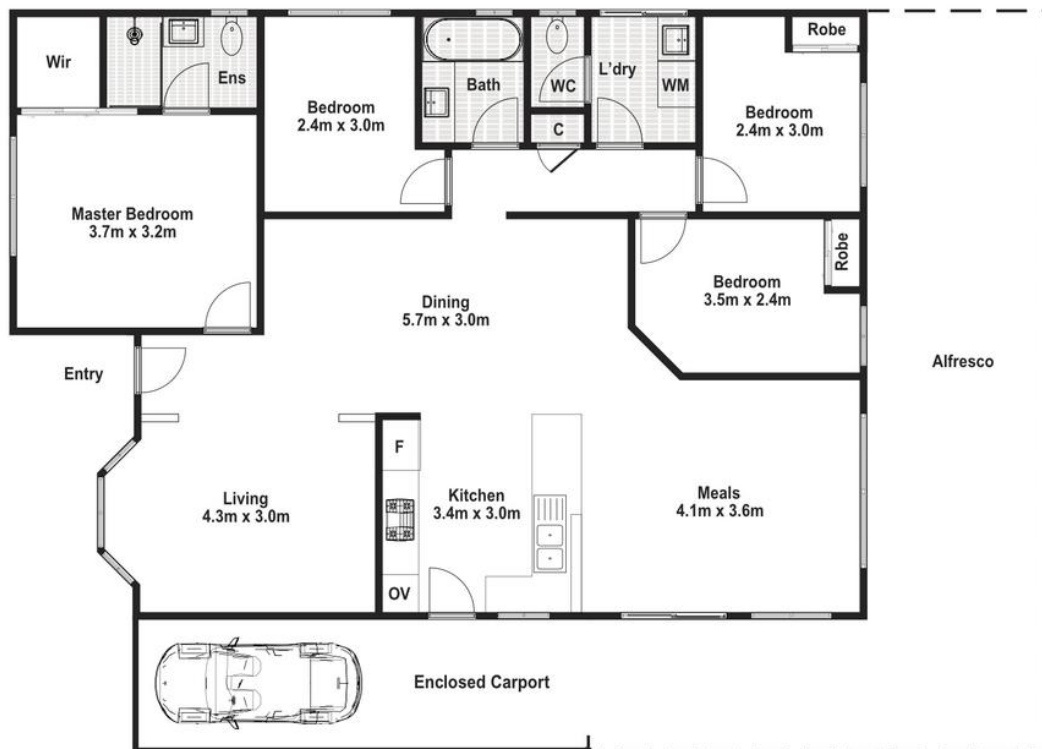 Robe
Wir
Ens
Bath
WC
L'dry
WM
Bedroom
2.4m x 3.0m
Bedroom
2.4m x 3.0m
C
Master Bedroom
3.7m x 3.2m
Robe
Bedroom
3.5m x 2.4m
Dining
5.7m x 3.0m
Entry
Alfresco
F
Living
4.3m x 3.0m
Kitchen
3.4m x 3.0m
Meals
4.1m x 3.6m
OV
Enclosed Carport